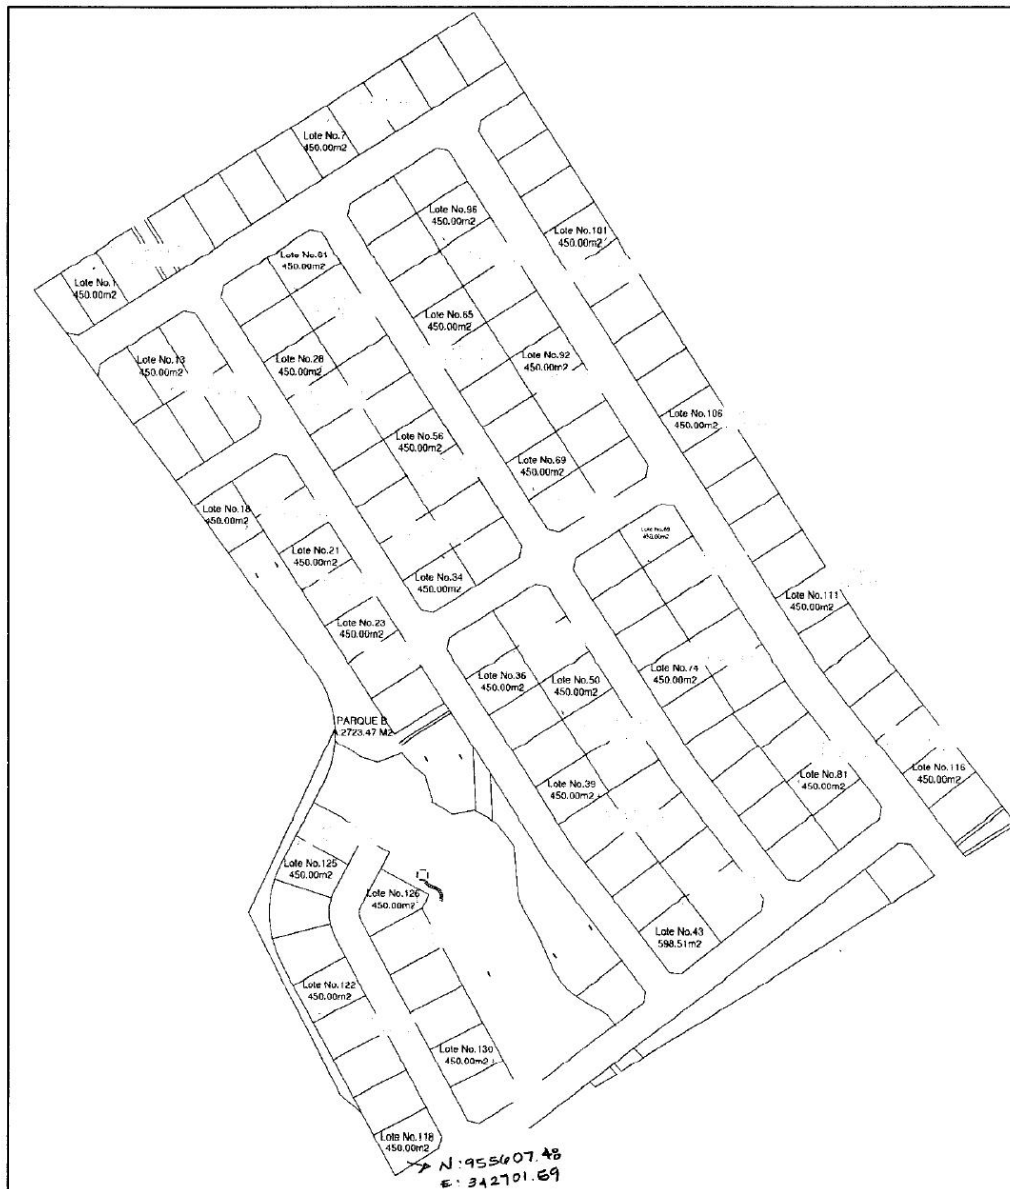 Lote No.7
450.00m2
Lote No.96
450.00m2
Lote No.101
450.00m2
450.00m2
Lote No.1
450.00m2
Lote No.65
450.00m2
Lote No.13
450.00m2
Lote No.28
450.00m2
Lote No.92
450.00m2
Lote No.106
450.00m2
Lote No.56
450.00m2
Lote No.69
450.00m2
Lote No.18
450.00m2
450.00m2
Lote No.21
450.00m2
Lote No.34
450.00m2
Lote No.111
450.00m2
Lote No.23
450.00m2
Lote No.36
450.00m2
Lote No.50
450.00m2
Lote No.74
450.00m2
PARQUE B
2723.47 M2
Lote No.116
450.00m2
Lote No.81
450.00m2
Lote No.39
450.00m2
Lote No.125
450.00m2
Lote No.126
450.00m2
Lote No.43
598.51m2
Lote No.122
450.00m2
Lote No.130
450.00m2
Lote No.118
450.00m2
N:955607.48
E:342701.69